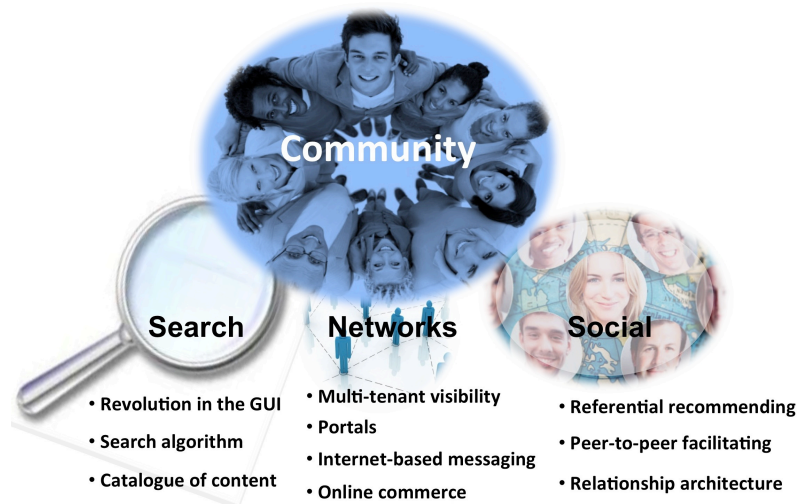 Community
Search
Networks
Social
• Revolution in the GUI
• Search algorithm
• Catalogue of content
• Multi-tenant visibility
• Portals
• Internet-based messaging
• Online commerce
• Referential recommending
• Peer-to-peer facilitating
• Relationship architecture